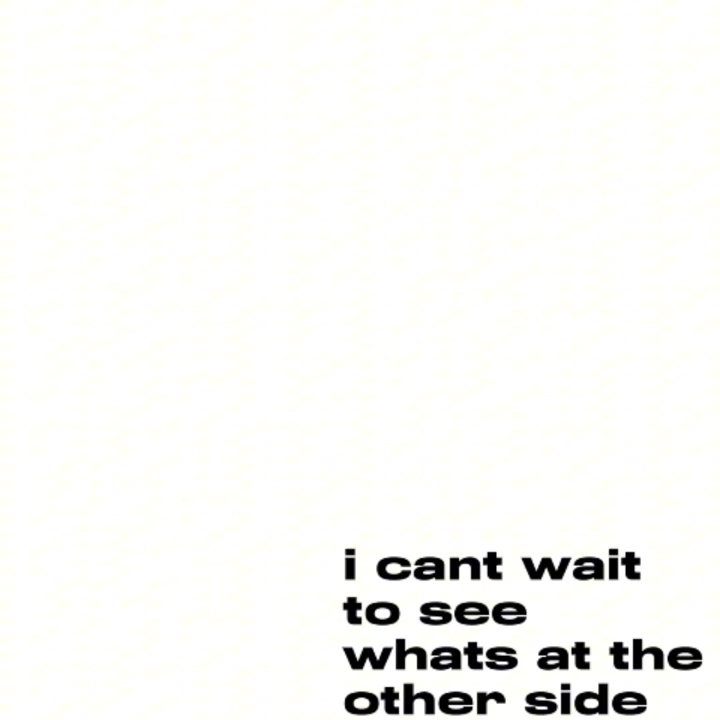 i cant wait
to see
whats at the
other side